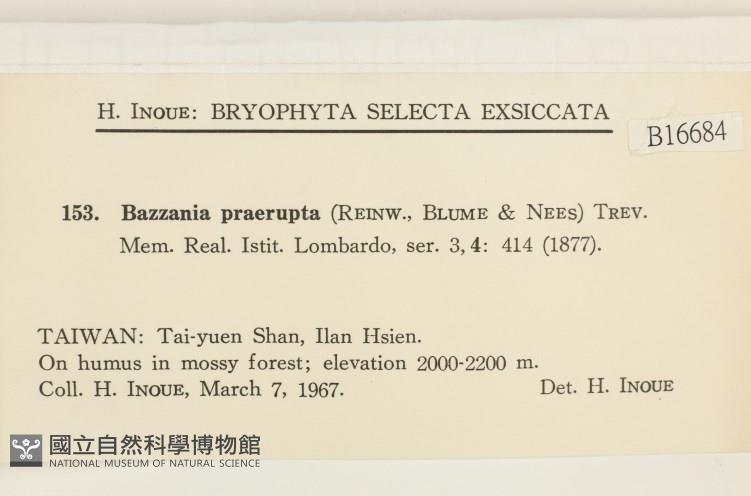 H. INOUE: BRYOPHYTA SELECTA EXSICCATA
B16684
153. Bazzania praerupta (REINW., BLUME & NEES) TREV.
Mem. Real. Istit. Lombardo, ser. 3, 4: 414 (1877).
TAIWAN: Tai-yuen Shan, Ilan Hsien.
On humus in mossy forest; elevation 2000-2200 m.
Coll. H. INOUE, March 7, 1967. Det. H. INOUE
國立自然科學博物館
NATIONAL MUSEUM OF NATURAL SCIENCE